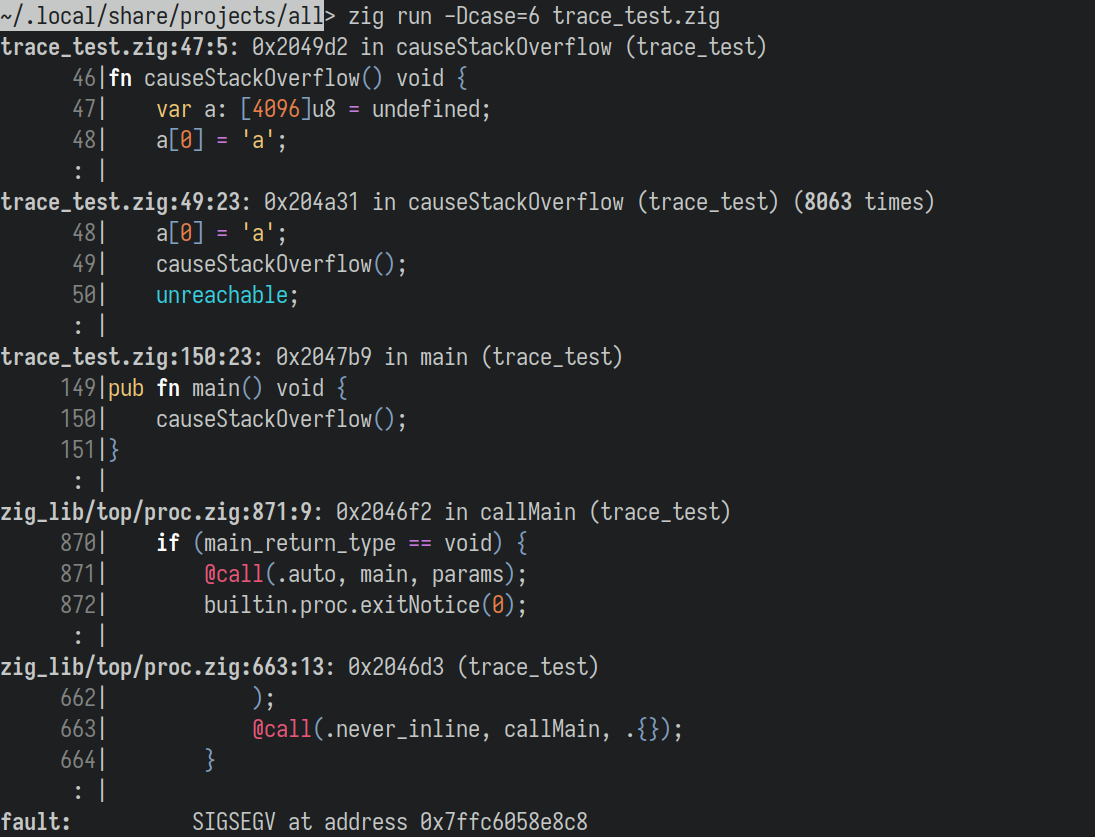 ~/.local/share/projects/all> zig run -Dcase=6 trace_test.zig
trace_test.zig:47:5: 0x2049d2 in causeStackOverflow (trace_test)
46|fn causeStackOverflow() void {
47|    var a: [4096]u8 = undefined;
48|    a[0] = 'a';
: |
trace_test.zig:49:23: 0x204a31 in causeStackOverflow (trace_test) (8063 times)
48|    a[0] = 'a';
49|    causeStackOverflow();
50|    unreachable;
: |
trace_test.zig:150:23: 0x2047b9 in main (trace_test)
149|pub fn main() void {
150|    causeStackOverflow();
151|}
: |
zig_lib/top/proc.zig:871:9: 0x2046f2 in callMain (trace_test)
870|    if (main_return_type == void) {
871|        @call(.auto, main, params);
872|        builtin.proc.exitNotice(0);
: |
zig_lib/top/proc.zig:663:13: 0x2046d3 (trace_test)
662|            );
663|            @call(.never_inline, callMain, .{});
664|        }
: |
fault:          SIGSEGV at address 0x7ffc6058e8c8